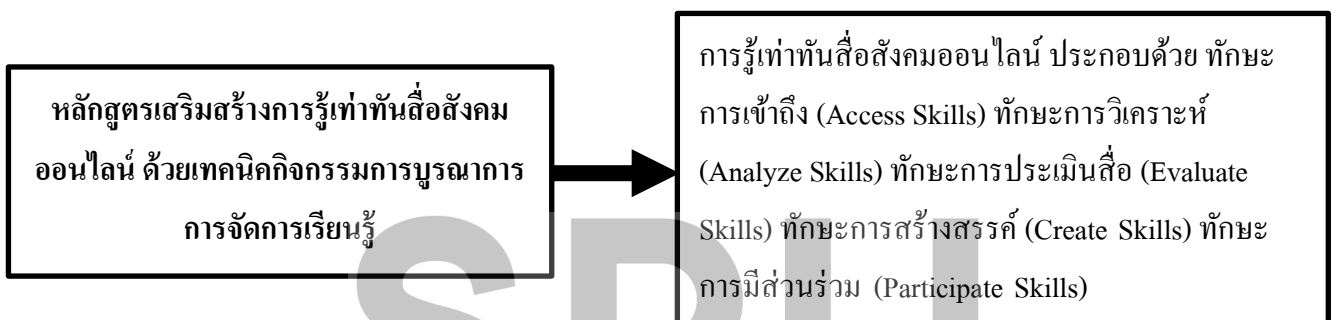 หลักสูตรเสริมสร้างการรู้เท่าทันสื่อสังคม
ออนไลน์ ด้วยเทคนิคกิจกรรมการบูรณาการ
การจัดการเรียนรู้
การรู้เท่าทันสื่อสังคมออนไลน์ ประกอบด้วย ทักษะ
การเข้าถึง (Access Skills) ทักษะการวิเคราะห์
(Analyze Skills) ทักษะการประเมินสื่อ (Evaluate
Skills) ทักษะการสร้างสรรค์ (Create Skills) ทักษะ
การมีส่วนร่วม (Participate Skills)
SPU